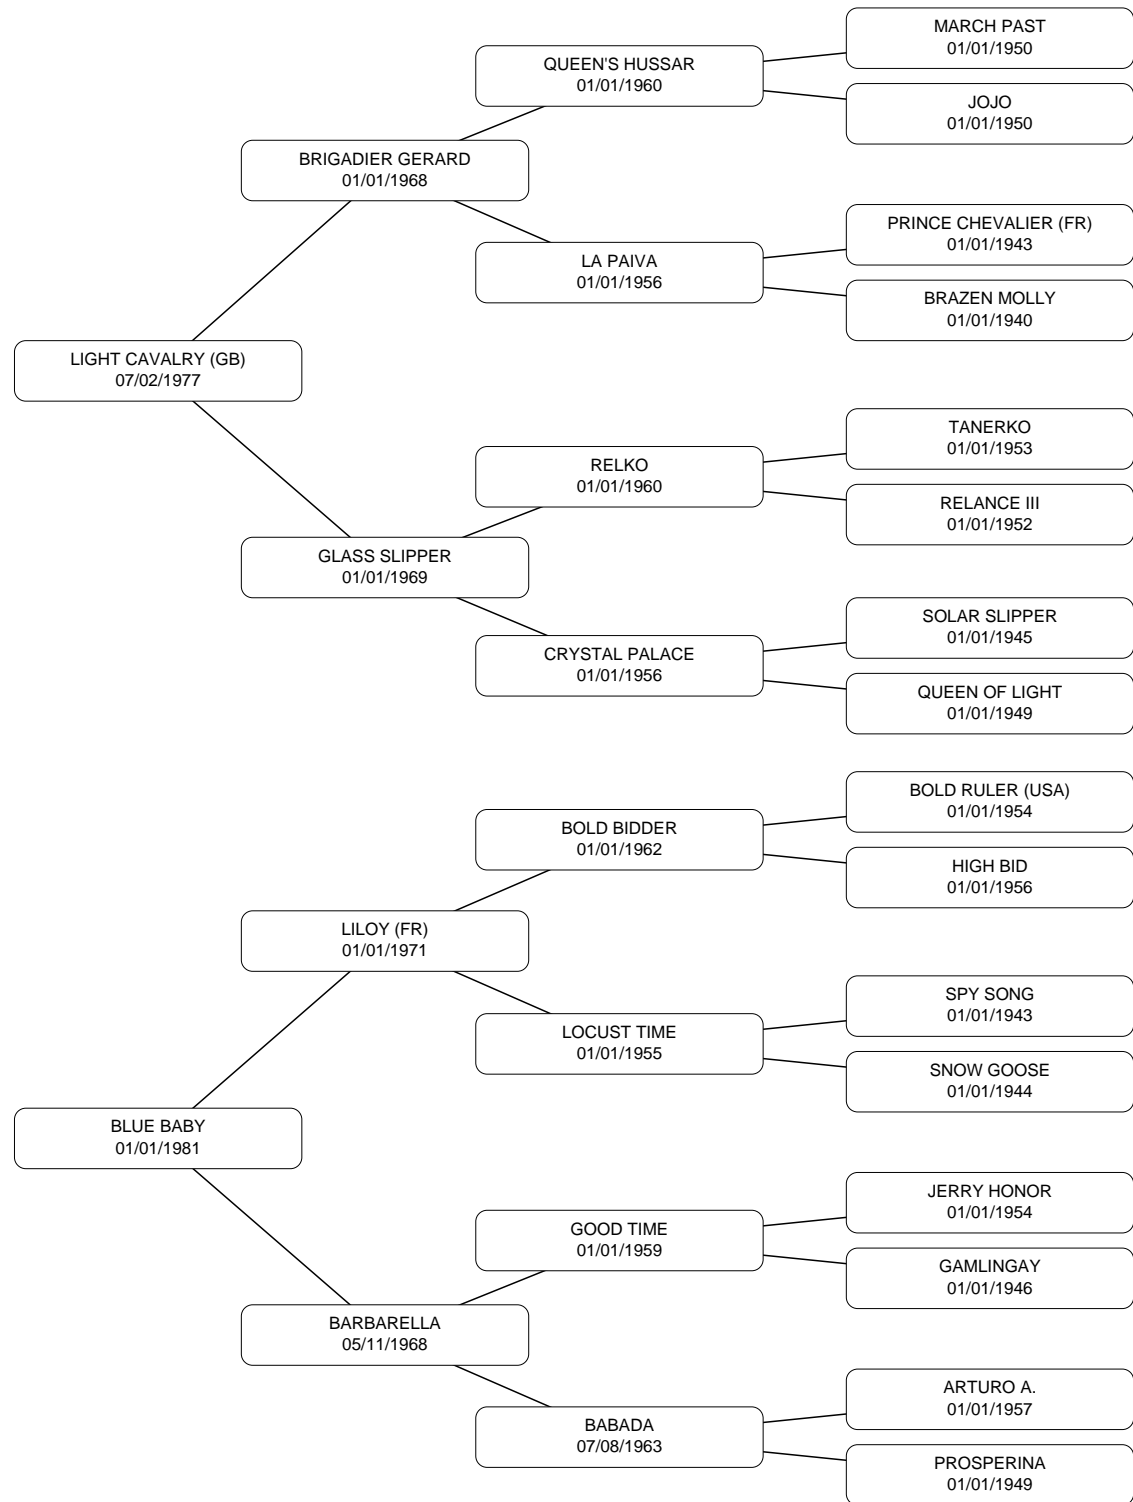 MARCH PAST
01/01/1950
QUEEN'S HUSSAR
01/01/1960
JOJO
01/01/1950
BRIGADIER GERARD
01/01/1968
PRINCE CHEVALIER (FR)
01/01/1943
LA PAIVA
01/01/1956
BRAZEN MOLLY
01/01/1940
LIGHT CAVALRY (GB)
07/02/1977
TANERKO
01/01/1953
RELKO
01/01/1960
RELANCE III
01/01/1952
GLASS SLIPPER
01/01/1969
SOLAR SLIPPER
01/01/1945
CRYSTAL PALACE
01/01/1956
QUEEN OF LIGHT
01/01/1949
BOLD RULER (USA)
01/01/1954
BOLD BIDDER
01/01/1962
HIGH BID
01/01/1956
LILOY (FR)
01/01/1971
SPY SONG
01/01/1943
LOCUST TIME
01/01/1955
SNOW GOOSE
01/01/1944
BLUE BABY
01/01/1981
JERRY HONOR
01/01/1954
GOOD TIME
01/01/1959
GAMLINGAY
01/01/1946
BARBARELLA
05/11/1968
ARTURO A.
01/01/1957
BABADA
07/08/1963
PROSPERINA
01/01/1949